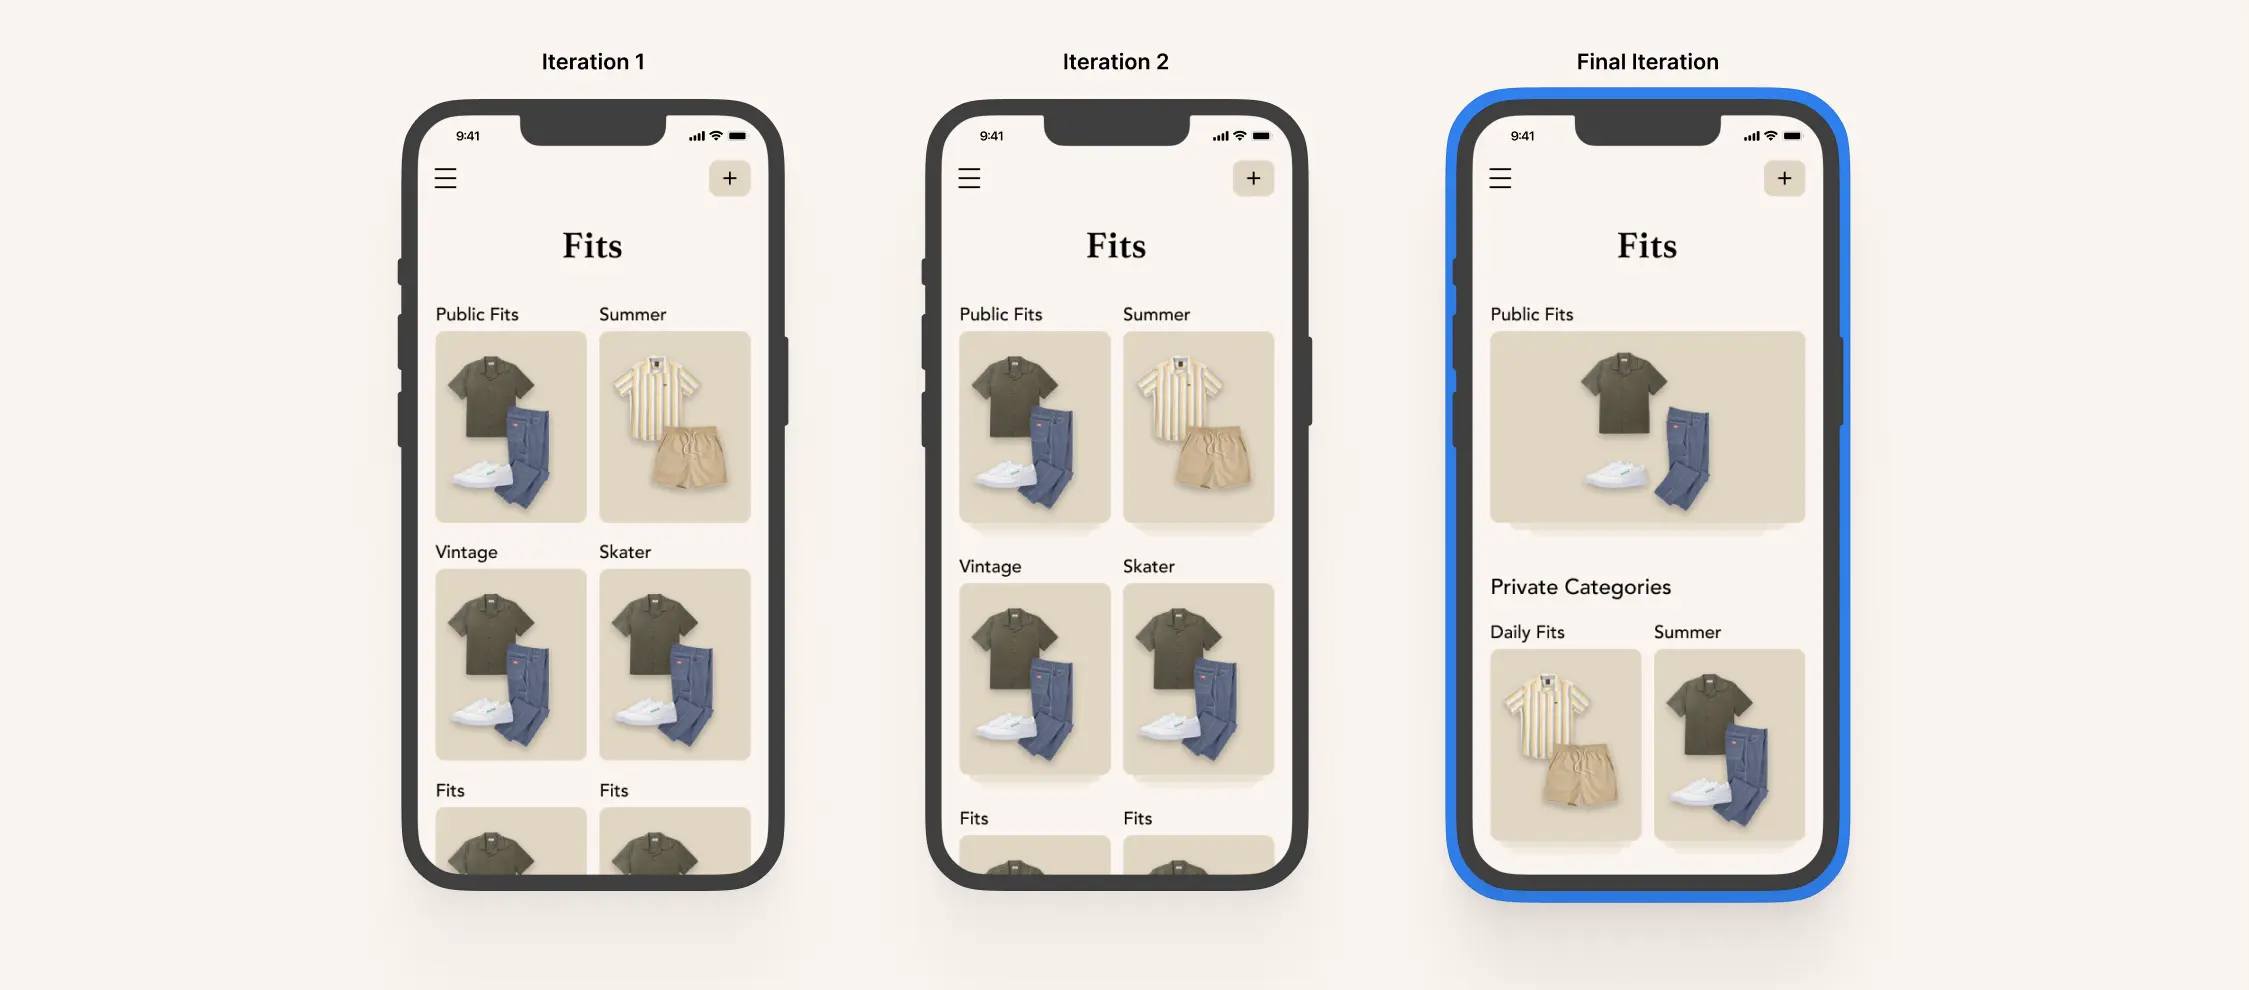 Iteration 1
9:41
+
Fits
Public Fits Summer
Vintage Skater
Fits Fits
Iteration 2
9:41
+
Fits
Public Fits Summer
Vintage Skater
Fits Fits
Final Iteration
9:41
+
Fits
Public Fits
Private Categories
Daily Fits Summer